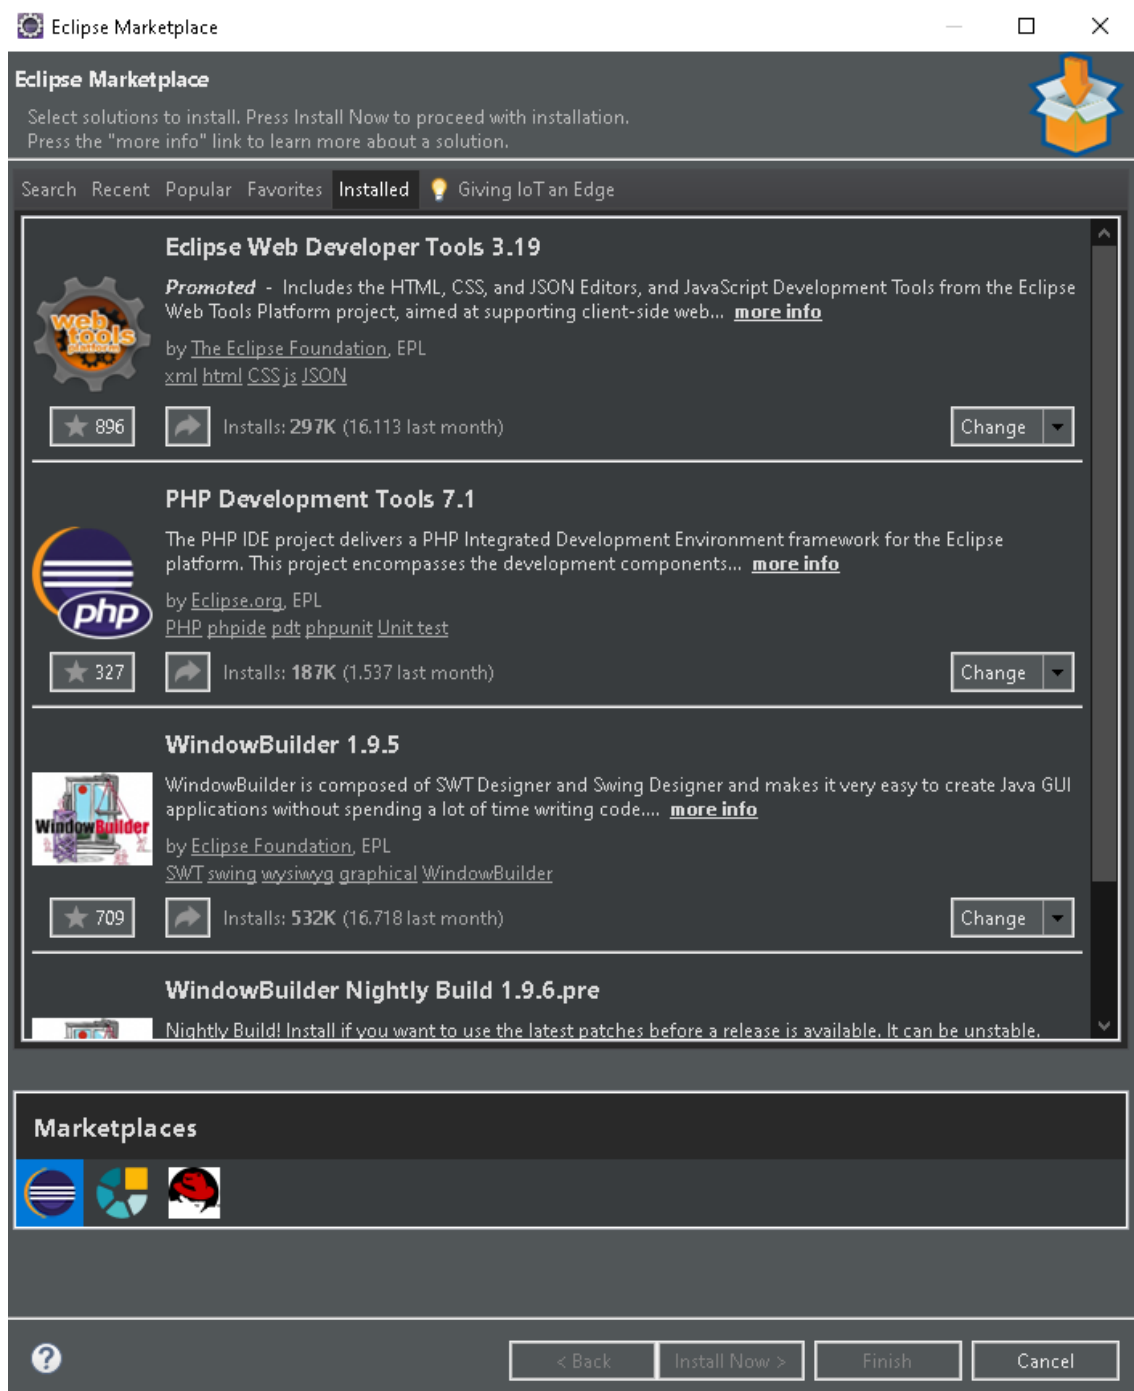 Eclipse Marketplace
Eclipse Marketplace
Select solutions to install. Press Install Now to proceed with installation.
Press the "more info" link to learn more about a solution.
Search Recent Popular Favorites Installed Giving IoT an Edge
Eclipse Web Developer Tools 3.19
Promoted - Includes the HTML, CSS, and JSON Editors, and JavaScript Development Tools from the Eclipse
Web Tools Platform project, aimed at supporting client-side web... more info
web tools platform
by The Eclipse Foundation, EPL
xml html CSS js JSON
896 Installs: 297K (16.113 last month) Change
PHP Development Tools 7.1
The PHP IDE project delivers a PHP Integrated Development Environment framework for the Eclipse
platform. This project encompasses the development components... more info
php
by Eclipse.org, EPL
PHP phpide pdt phpunit Unit test
327 Installs: 187K (1.537 last month) Change
WindowBuilder 1.9.5
WindowBuilder is composed of SWT Designer and Swing Designer and makes it very easy to create Java GUI
applications without spending a lot of time writing code.... more info
WindowBuilder
by Eclipse Foundation, EPL
SWT swing wysiwyg graphical WindowBuilder
709 Installs: 532K (16.718 last month) Change
WindowBuilder Nightly Build 1.9.6.pre
Nightly Build! Install if you want to use the latest patches before a release is available. It can be unstable.
Marketplaces
? < Back Install Now > Finish Cancel